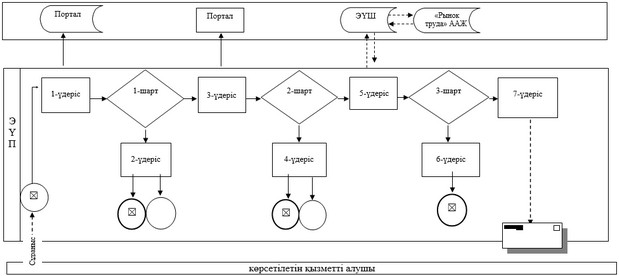 Портал
Портал
ЭҮШ
«Рынок
труда» ААЖ
Э
Ү
П
1-үдеріс
1-шарт
3-үдеріс
2-шарт
5-үдеріс
3-шарт
7-үдеріс
2-үдеріс
4-үдеріс
6-үдеріс
Сұраныс
көрсетілетін қызметті алушы